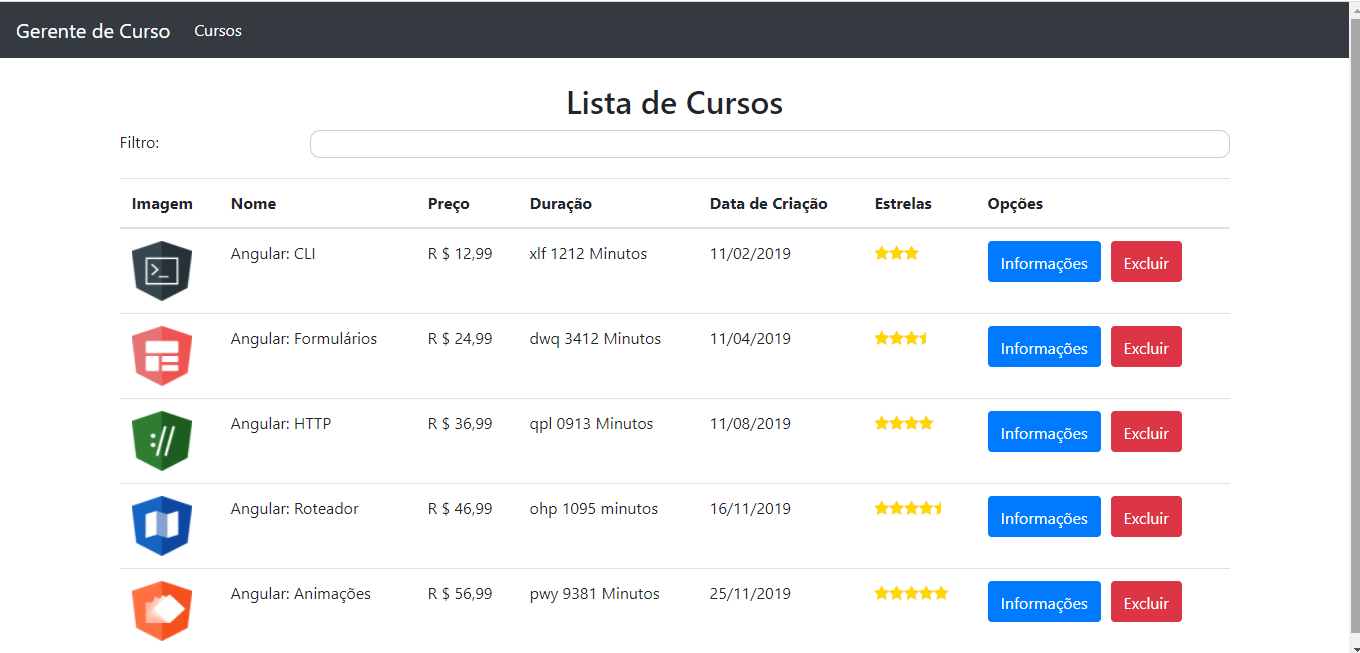 Gerente de Curso Cursos
Lista de Cursos
Filtro:
Imagem Nome Preço Duração Data de Criação Estrelas Opções
Angular: CLI R $ 12,99 xlf 1212 Minutos 11/02/2019 Informações Excluir
Angular: Formulários R $ 24,99 dwq 3412 Minutos 11/04/2019 Informações Excluir
Angular: HTTP R $ 36,99 qpl 0913 Minutos 11/08/2019 Informações Excluir
Angular: Roteador R $ 46,99 ohp 1095 minutos 16/11/2019 Informações Excluir
Angular: Animações R $ 56,99 pwy 9381 Minutos 25/11/2019 Informações Excluir